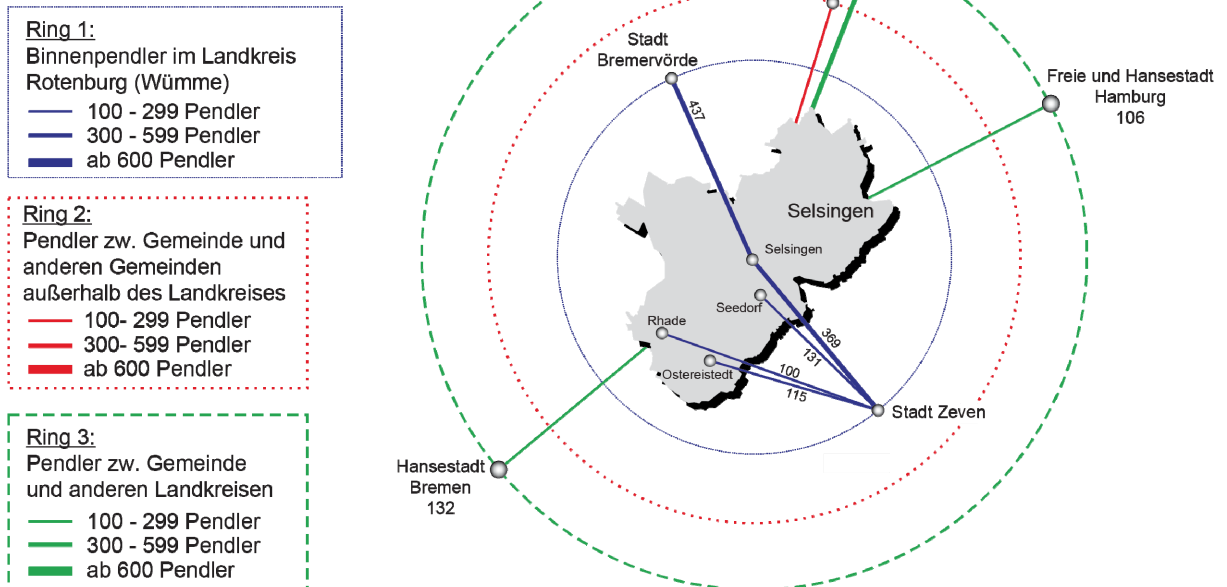 Ring 1:
Binnenpendler im Landkreis
Rotenburg (Wümme)
100 - 299 Pendler
300 - 599 Pendler
ab 600 Pendler
Ring 2:
Pendler zw. Gemeinde und
anderen Gemeinden
außerhalb des Landkreises
100- 299 Pendler
300- 599 Pendler
ab 600 Pendler
Ring 3:
Pendler zw. Gemeinde
und anderen Landkreisen
100 - 299 Pendler
300 - 599 Pendler
ab 600 Pendler
Stadt
Bremervörde
437
Freie und Hansestadt
Hamburg
106
Selsingen
Selsingen
Seedorf
Rhade
Ostereistedt
369
131
100
115
Stadt Zeven
Hansestadt
Bremen
132